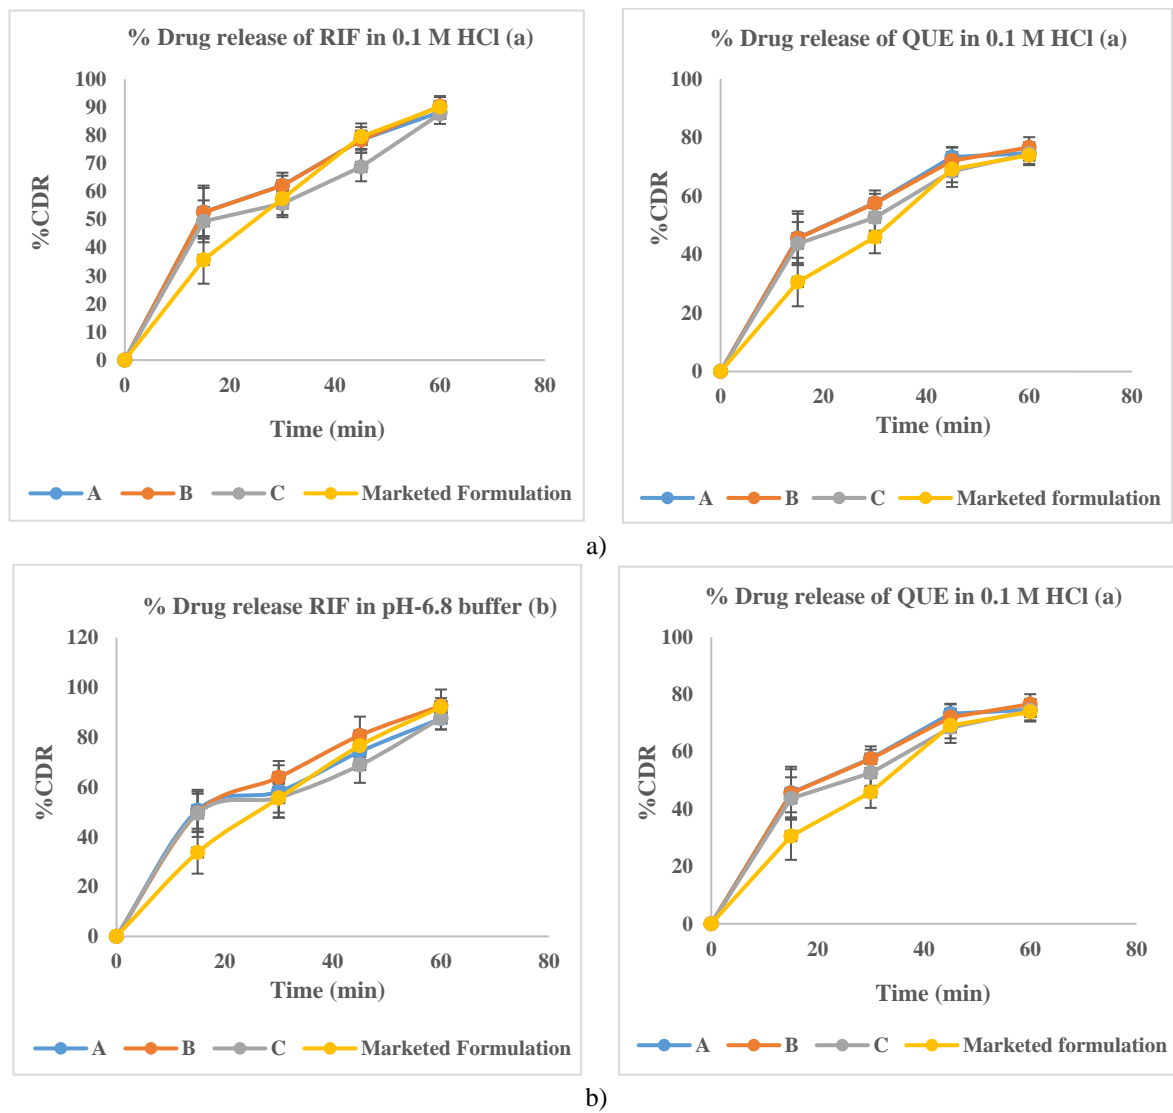 % Drug release of RIF in 0.1 M HCl (a)
100
90
80
70
60
50
40
30
20
10
0
%CDR
0 20 40 60 80
Time (min)
A B C Marketed Formulation
% Drug release of QUE in 0.1 M HCl (a)
100
80
60
40
20
0
%CDR
0 20 40 60 80
Time (min)
A B C Marketed formulation
a)
% Drug release RIF in pH-6.8 buffer (b)
120
100
80
60
40
20
0
%CDR
0 20 40 60 80
Time (min)
A B C Marketed Formulation
% Drug release of QUE in 0.1 M HCl (a)
100
80
60
40
20
0
%CDR
0 20 40 60 80
Time (min)
A B C Marketed formulation
b)